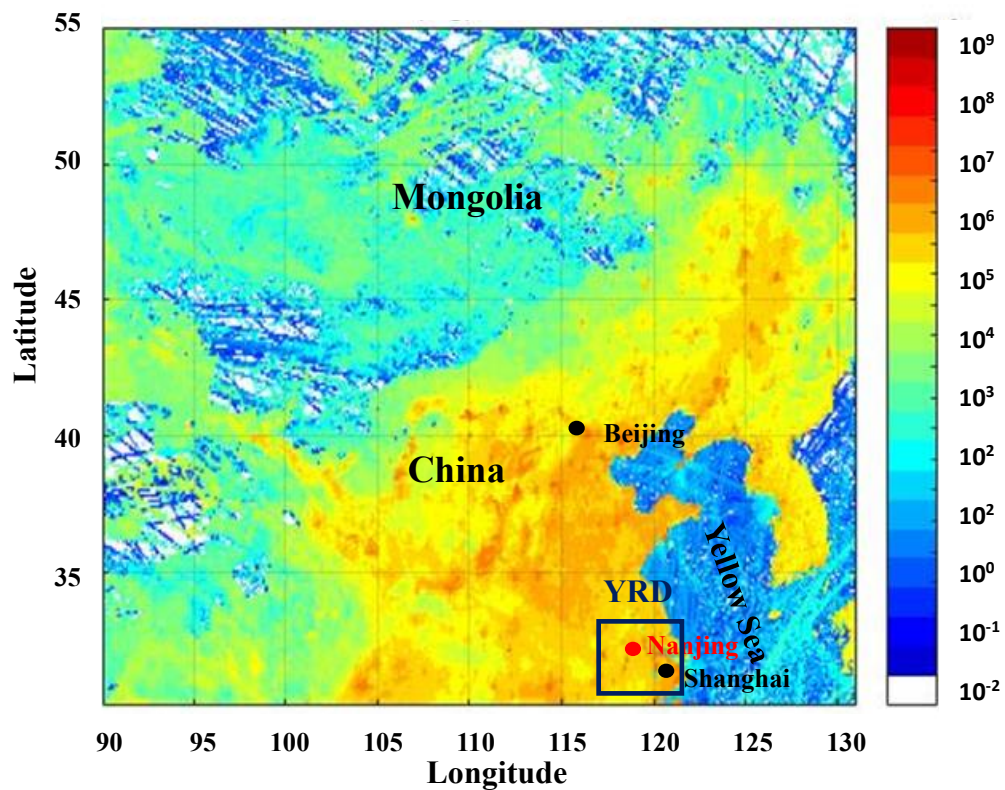 55
50
45
40
35
Latitude
Mongolia
China
Beijing
Yellow Sea
YRD
Nanjing
Shanghai
90 95 100 105 110 115 120 125 130
Longitude
10⁹
10⁸
10⁷
10⁶
10⁵
10⁴
10³
10²
10²
10⁰
10⁻¹
10⁻²